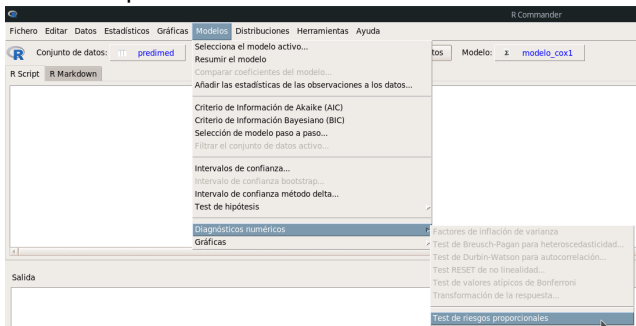 R Commander
Fichero Editar Datos Estadísticos Gráficas Modelos Distribuciones Herramientas Ayuda
Conjunto de datos: predimed tos Modelo: Σ modelo_cox1
R Script R Markdown
Selecciona el modelo activo...
Resumir el modelo
Comparar coeficientes del modelo...
Añadir las estadísticas de las observaciones a los datos...
Criterio de Información de Akaike (AIC)
Criterio de Información Bayesiano (BIC)
Selección de modelo paso a paso...
Filtrar el conjunto de datos activo...
Intervalos de confianza...
Intervalo de confianza bootstrap...
Intervalo de confianza método delta...
Test de hipótesis
Diagnósticos numéricos
Gráficas
Factores de inflación de varianza
Test de Breusch-Pagan para heteroscedasticidad...
Test de Durbin-Watson para autocorrelación...
Test RESET de no linealidad...
Test de valores atípicos de Bonferroni
Transformación de la respuesta...
Test de riesgos proporcionales
Salida